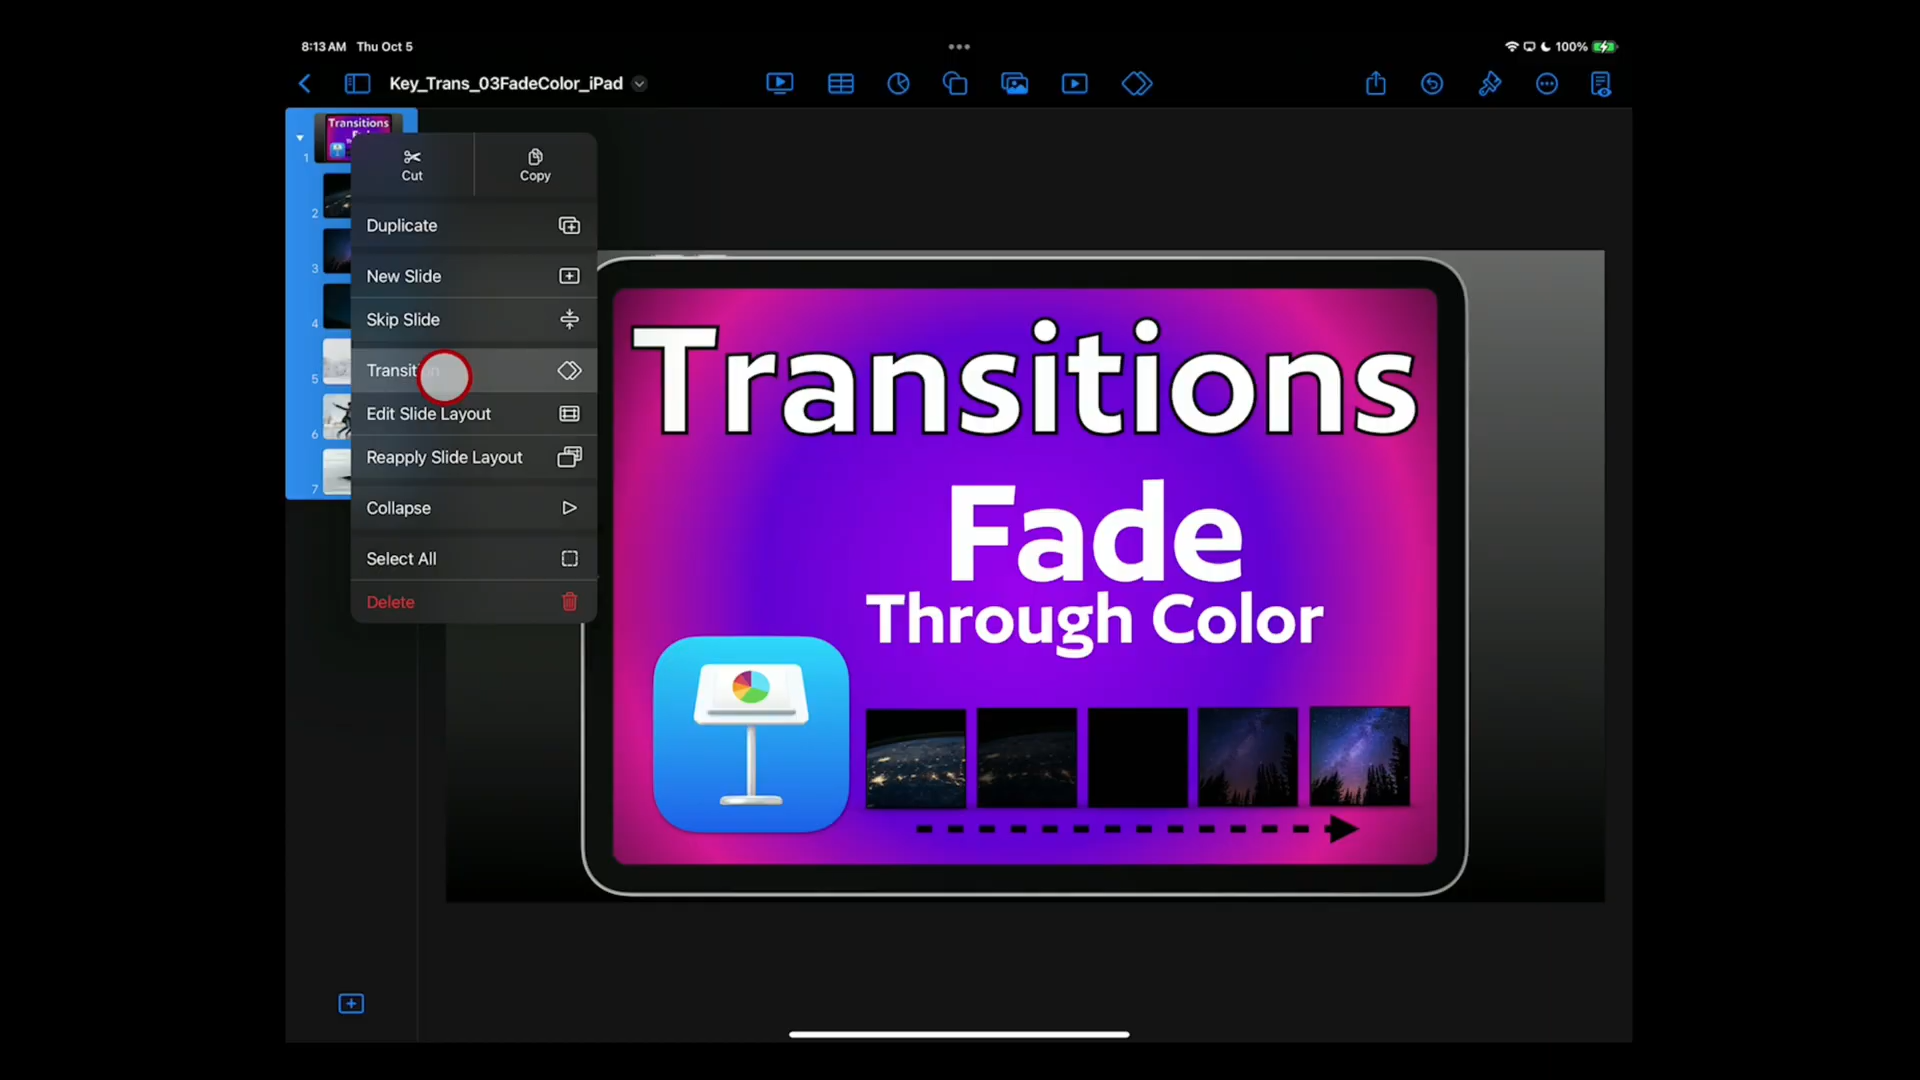 8:13 AM Thu Oct 5
100%
Key_Trans_03FadeColor_iPad
Transitions
1
2
3
4
5
6
7
Cut
Copy
Duplicate
New Slide
Skip Slide
Edit Slide Layout
Reapply Slide Layout
Collapse
Select All
Delete
Transitions
Fade
Through Color